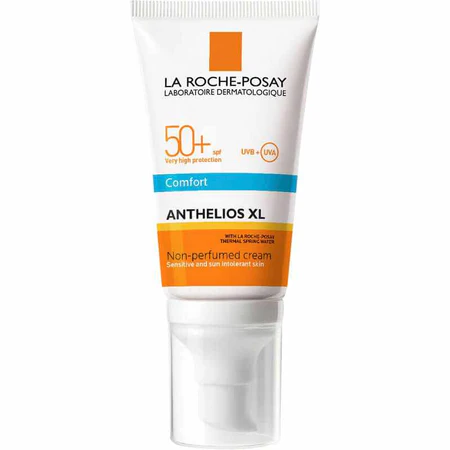 LA ROCHE-POSAY
LABORATOIRE DERMATOLOGIQUE
50+ spf
UVB + UVA
Very high protection
Comfort
ANTHELIOS XL
WITH LA ROCHE-POSAY
THERMAL SPRING WATER
Non-perfumed cream
Sensitive and sun intolerant skin